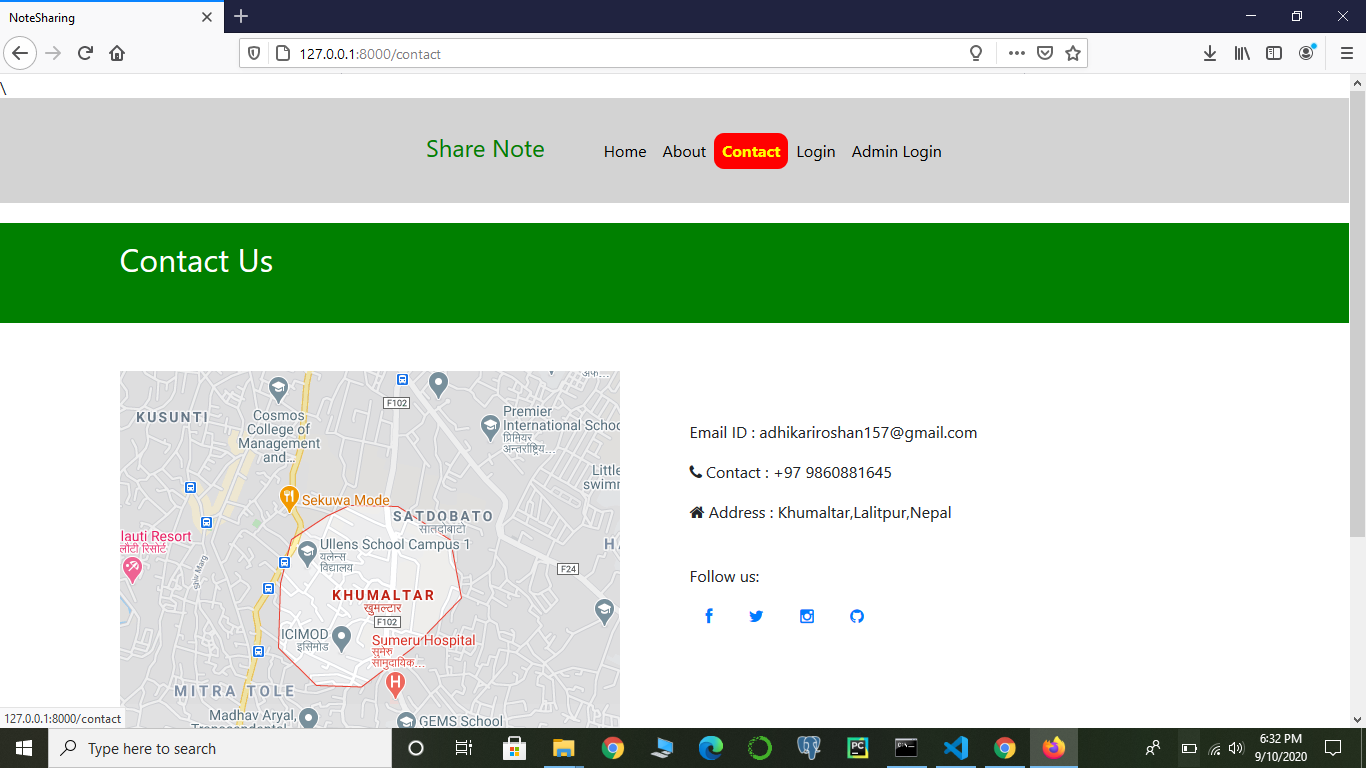 NoteSharing
127.0.0.1:8000/contact
\
Share Note Home About Contact Login Admin Login
Contact Us
KUSUNTI
Cosmos
College of
Management
and...
F102
Premier
International Schoo
प्रिमियर
अन्तर्राष्ट्रिय...
Little
swimm
Sekuwa Mode
SATDOBATO
सातदोबाटो
lauti Resort
लौटी रिसोर्ट
Ullens School Campus 1
यलेन्स
विद्यालय
H
F24
KHUMALTAR
खुमल्टार
F102
ICIMOD
इसिमोड
Sumeru Hospital
सुमेरु
सामुदायिक...
MITRA TOLE
Madhav Aryal,
GEMS School
Email ID : adhikariroshan157@gmail.com
Contact : +97 9860881645
Address : Khumaltar,Lalitpur,Nepal
Follow us:
127.0.0.1:8000/contact
Type here to search
6:32 PM
9/10/2020